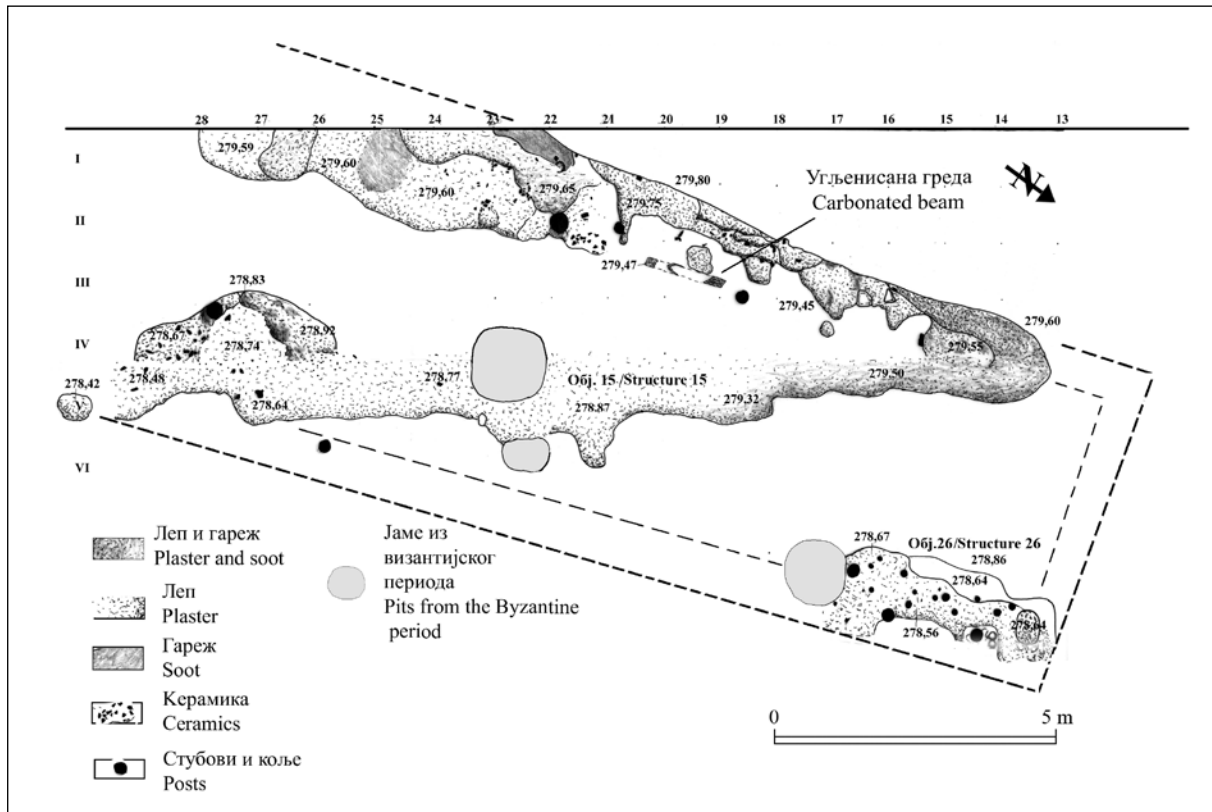 28 27 26 25 24 23 22 21 20 19 18 17 16 15 14 13
I
279,59
279,60
279,60
279,65
279,80
279,75
Угљенисана греда
Carbonated beam
N
II
279,47
III
278,83
279,45
279,60
278,67
278,92
IV
278,74
279,55
278,48
278,42
278,77
Обј. 15 /Structure 15
279,50
V
278,64
278,87
279,32
VI
Леп и гареж
Plaster and soot
Леп
Plaster
Гареж
Soot
Керамика
Ceramics
Стубови и коље
Posts
Јаме из
византијског
периода
Pits from the Byzantine
period
278,67
Обј.26/Structure 26
278,86
278,64
278,64
278,56
0 5 m